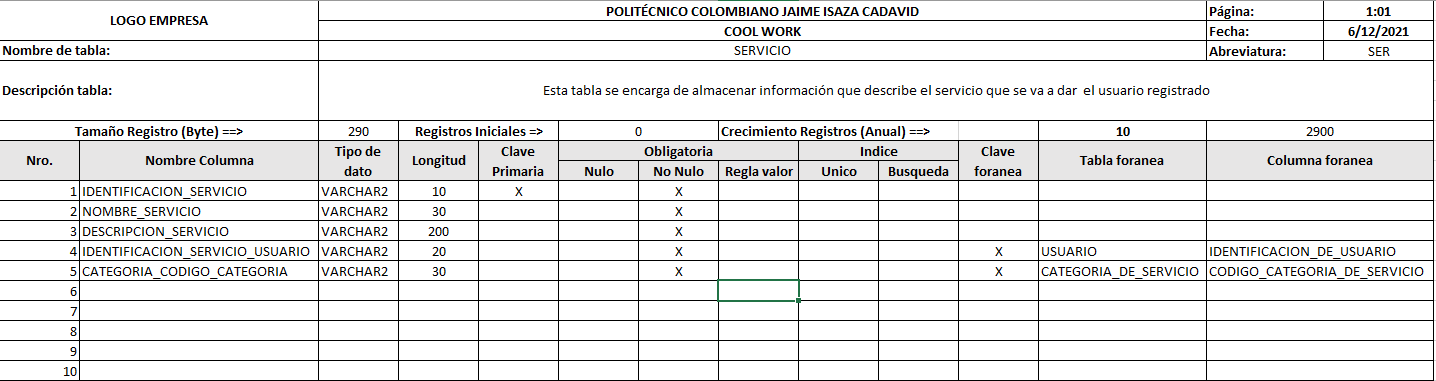 LOGO EMPRESA
POLITÉCNICO COLOMBIANO JAIME ISAZA CADAVID
Página:
1:01
COOL WORK
Fecha:
6/12/2021
Nombre de tabla:
SERVICIO
Abreviatura:
SER
Descripción tabla:
Esta tabla se encarga de almacenar información que describe el servicio que se va a dar el usuario registrado
Tamaño Registro (Byte) ==>
290
Registros Iniciales =>
0
Crecimiento Registros (Anual) ==>
10
2900
Nro.
Nombre Columna
Tipo de dato
Longitud
Clave Primaria
Obligatoria
Nulo
No Nulo
Regla valor
Indice
Unico
Busqueda
Clave foranea
Tabla foranea
Columna foranea
1 IDENTIFICACION_SERVICIO VARCHAR2 10 X X
2 NOMBRE_SERVICIO VARCHAR2 30 X
3 DESCRIPCION_SERVICIO VARCHAR2 200 X
4 IDENTIFICACION_SERVICIO_USUARIO VARCHAR2 20 X X USUARIO IDENTIFICACION_DE_USUARIO
5 CATEGORIA_CODIGO_CATEGORIA VARCHAR2 30 X X CATEGORIA_DE_SERVICIO CODIGO_CATEGORIA_DE_SERVICIO
6
7
8
9
10